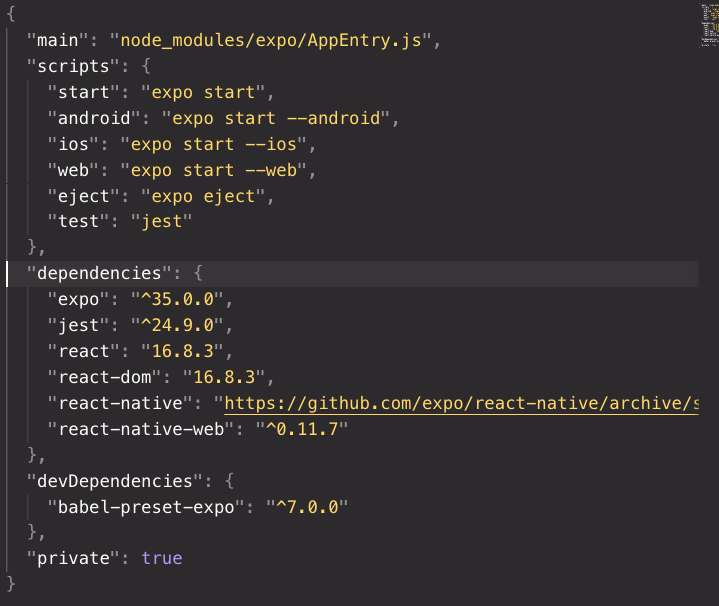 {
"main": "node_modules/expo/AppEntry.js",
"scripts": {
"start": "expo start",
"android": "expo start --android",
"ios": "expo start --ios",
"web": "expo start --web",
"eject": "expo eject",
"test": "jest"
},
"dependencies": {
"expo": "^35.0.0",
"jest": "^24.9.0",
"react": "16.8.3",
"react-dom": "16.8.3",
"react-native": "https://github.com/expo/react-native/archive/s
"react-native-web": "^0.11.7"
},
"devDependencies": {
"babel-preset-expo": "^7.0.0"
},
"private": true
}